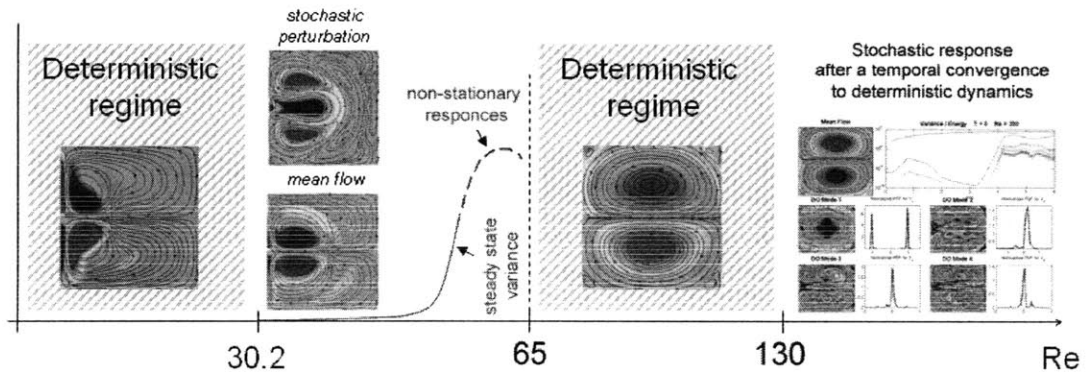 Deterministic
regime
stochastic
perturbation
mean flow
non-stationary
responces
steady state
variance
Deterministic
regime
Stochastic response
after a temporal convergence
to deterministic dynamics
Mean Flow
Variance / Energy
DO Mode 1
DO Mode 2
DO Mode 3
DO Mode 4
30.2
65
130
Re